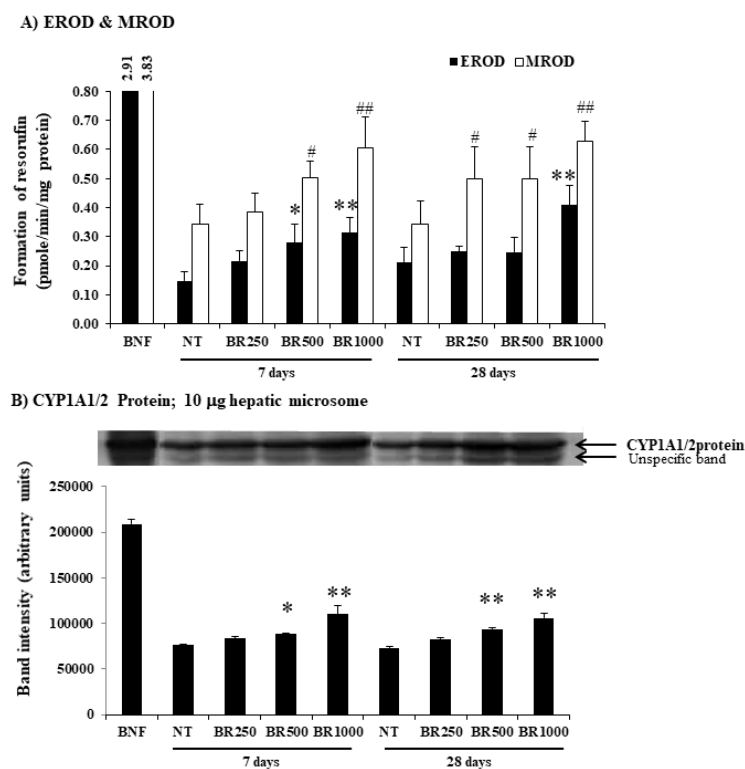 A) EROD & MROD
2.91
3.83
EROD MROD
Formation of resorufin
(pmole/min/mg protein)
0.80
0.70
0.60
0.50
0.40
0.30
0.20
0.10
0.00
* ** # ## # # ** ##
BNF NT BR250 BR500 BR1000 NT BR250 BR500 BR1000
7 days 28 days
B) CYP1A1/2 Protein; 10 µg hepatic microsome
CYP1A1/2protein
Unspecific band
Band intensity (arbitrary units)
250000
200000
150000
100000
50000
0
* ** ** **
BNF NT BR250 BR500 BR1000 NT BR250 BR500 BR1000
7 days 28 days